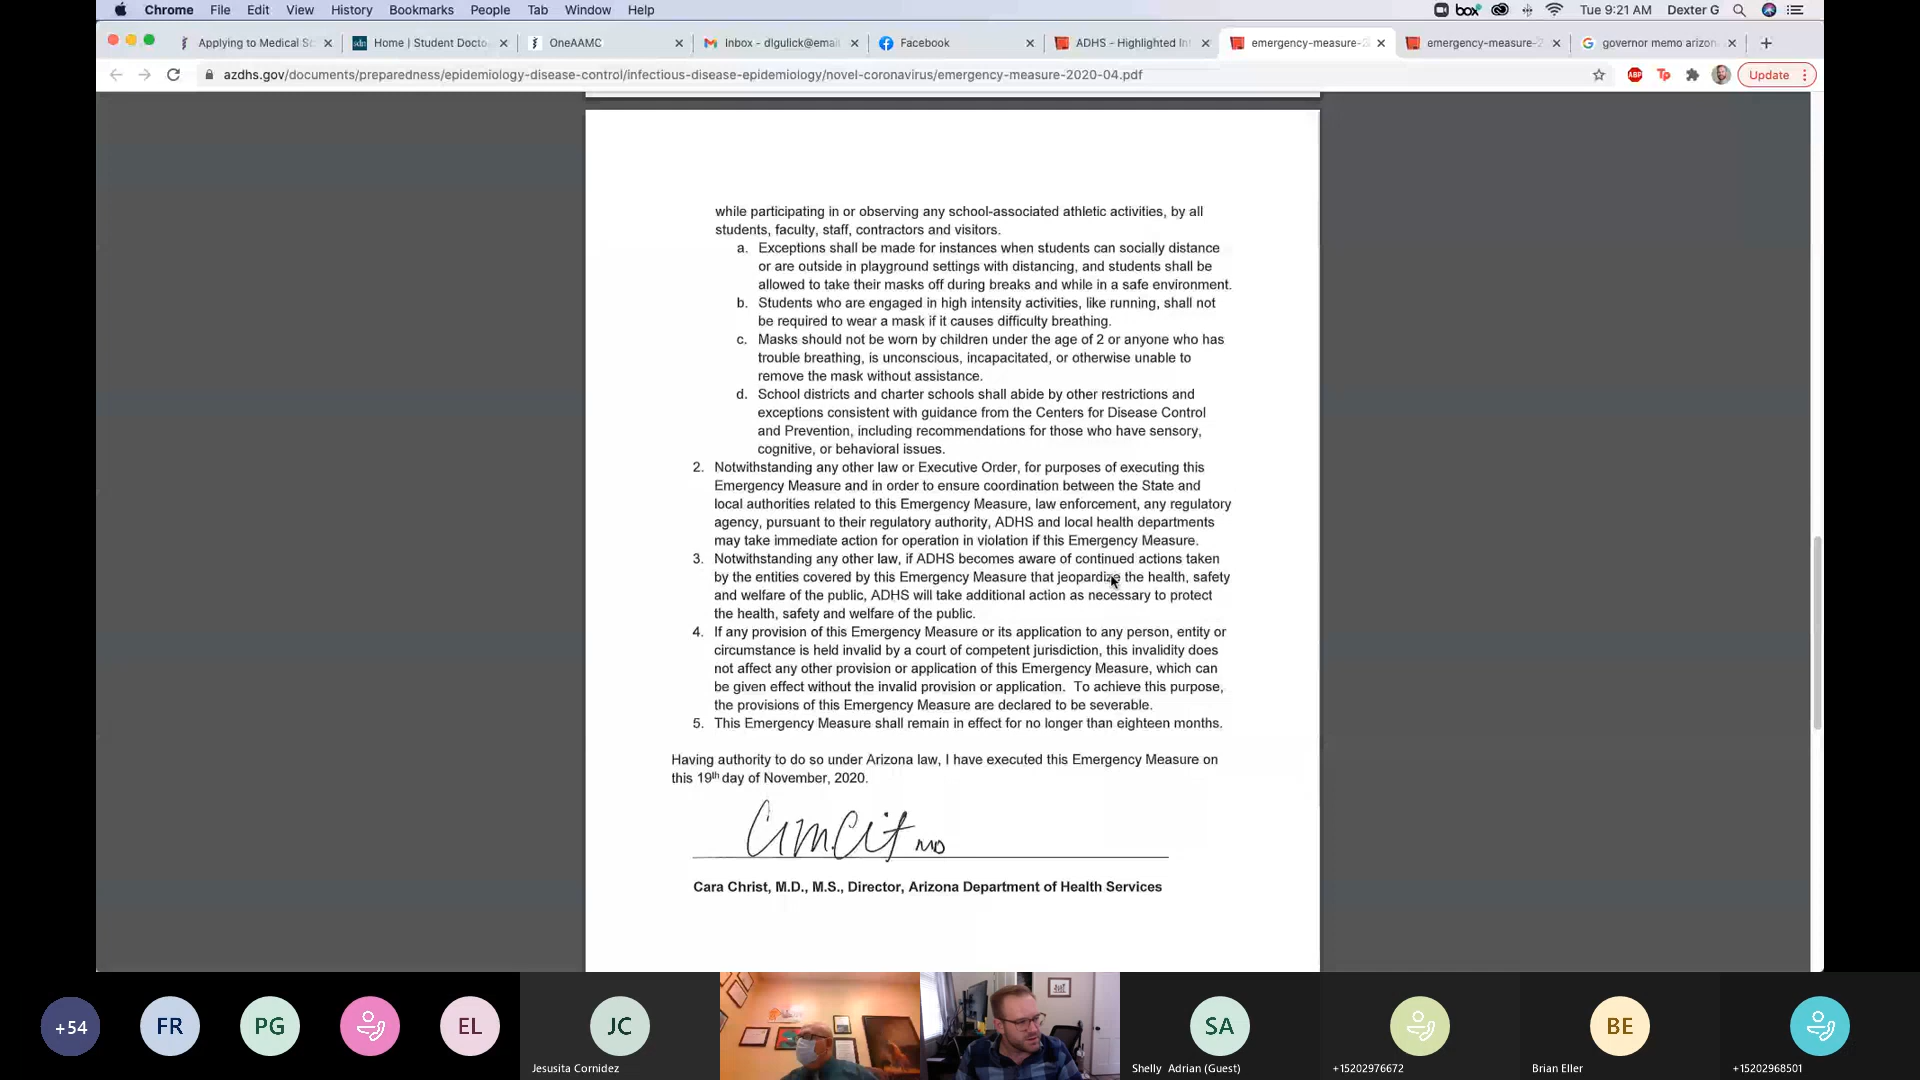 Chrome File Edit View History Bookmarks People Tab Window Help
box Tue 9:21 AM Dexter G
Applying to Medical Sc
Home | Student Docto
OneAAMC
Inbox - dlgulick@emai
Facebook
ADHS - Highlighted In
emergency-measure-2
emergency-measure-2
governor memo arizon
azdhs.gov/documents/preparedness/epidemiology-disease-control/infectious-disease-epidemiology/novel-coronavirus/emergency-measure-2020-04.pdf
ABP Tp Update
while participating in or observing any school-associated athletic activities, by all
students, faculty, staff, contractors and visitors.
a. Exceptions shall be made for instances when students can socially distance
or are outside in playground settings with distancing, and students shall be
allowed to take their masks off during breaks and while in a safe environment.
b. Students who are engaged in high intensity activities, like running, shall not
be required to wear a mask if it causes difficulty breathing.
c. Masks should not be worn by children under the age of 2 or anyone who has
trouble breathing, is unconscious, incapacitated, or otherwise unable to
remove the mask without assistance.
d. School districts and charter schools shall abide by other restrictions and
exceptions consistent with guidance from the Centers for Disease Control
and Prevention, including recommendations for those who have sensory,
cognitive, or behavioral issues.
2. Notwithstanding any other law or Executive Order, for purposes of executing this
Emergency Measure and in order to ensure coordination between the State and
local authorities related to this Emergency Measure, law enforcement, any regulatory
agency, pursuant to their regulatory authority, ADHS and local health departments
may take immediate action for operation in violation if this Emergency Measure.
3. Notwithstanding any other law, if ADHS becomes aware of continued actions taken
by the entities covered by this Emergency Measure that jeopardize the health, safety
and welfare of the public, ADHS will take additional action as necessary to protect
the health, safety and welfare of the public.
4. If any provision of this Emergency Measure or its application to any person, entity or
circumstance is held invalid by a court of competent jurisdiction, this invalidity does
not affect any other provision or application of this Emergency Measure, which can
be given effect without the invalid provision or application. To achieve this purpose,
the provisions of this Emergency Measure are declared to be severable.
5. This Emergency Measure shall remain in effect for no longer than eighteen months.
Having authority to do so under Arizona law, I have executed this Emergency Measure on
this 19th day of November, 2020.
MD
Cara Christ, M.D., M.S., Director, Arizona Department of Health Services
+54 FR PG EL JC SA BE
Jesusita Cornidez
Shelly Adrian (Guest)
+15202976672
Brian Eller
+15202968501